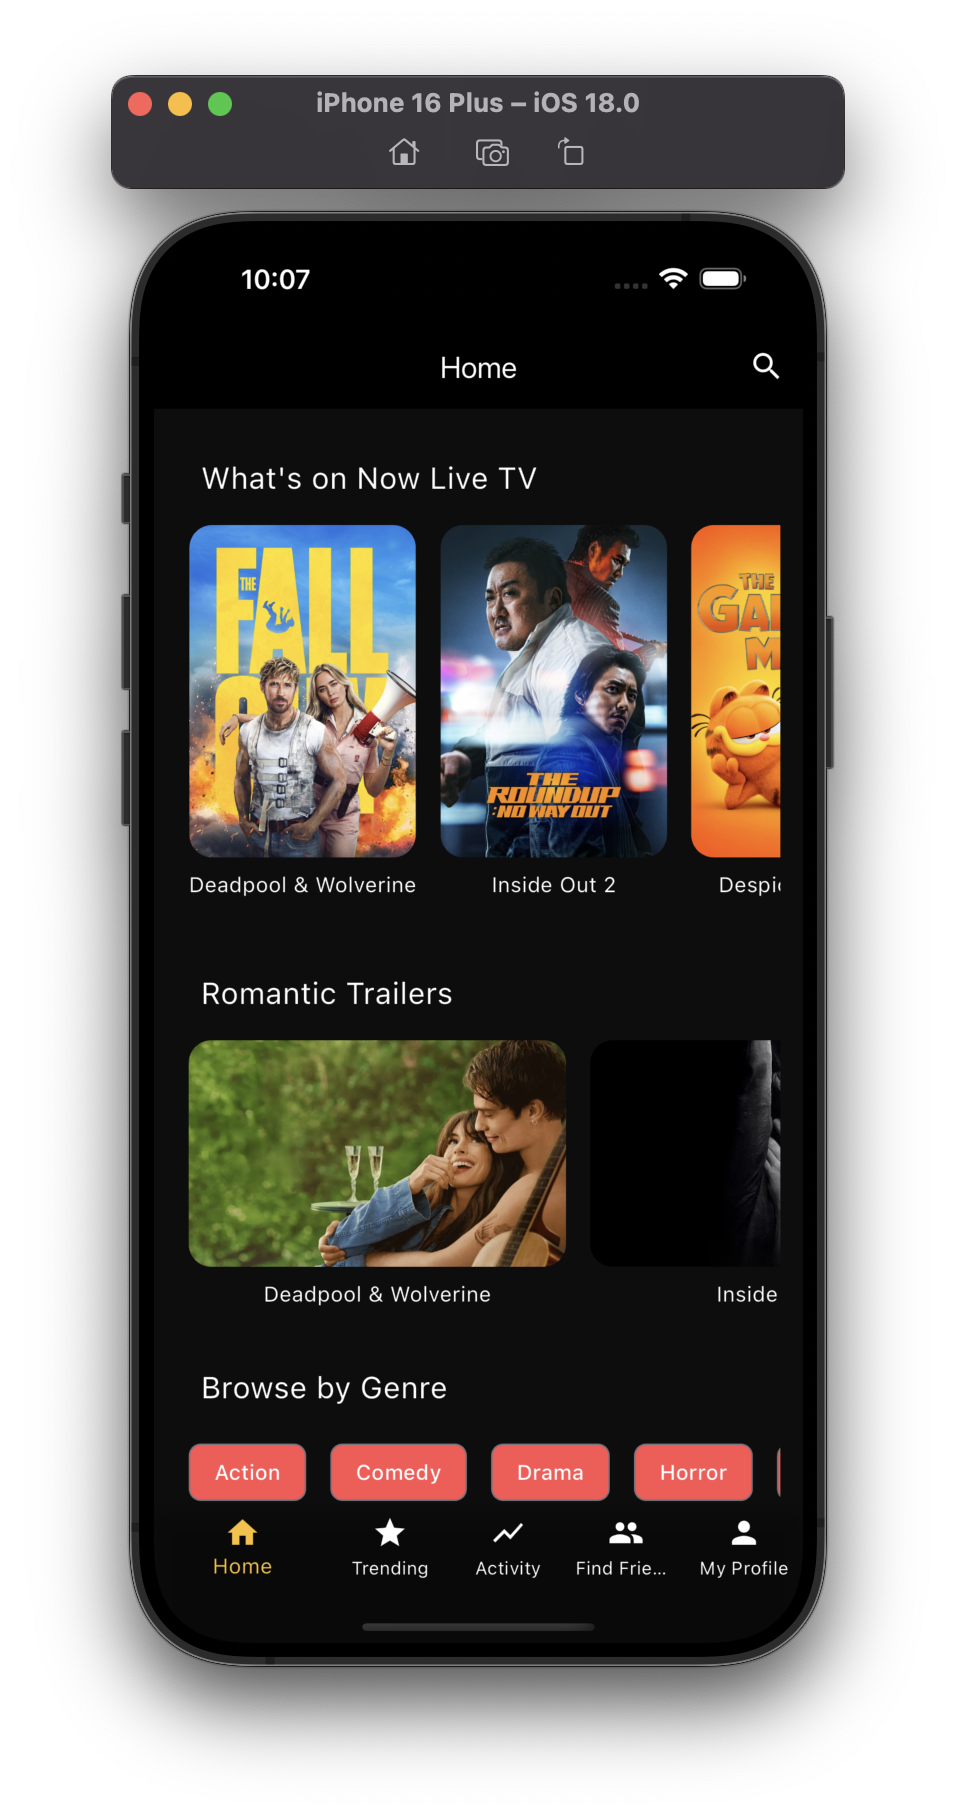 iPhone 16 Plus – iOS 18.0
10:07
Home
What's on Now Live TV
THE
FALL
GUY
THE
ROUNDUP
:NO WAY OUT
THE
GA
M
Deadpool & Wolverine
Inside Out 2
Despic
Romantic Trailers
Deadpool & Wolverine
Inside
Browse by Genre
Action
Comedy
Drama
Horror
Home
Trending
Activity
Find Frie...
My Profile